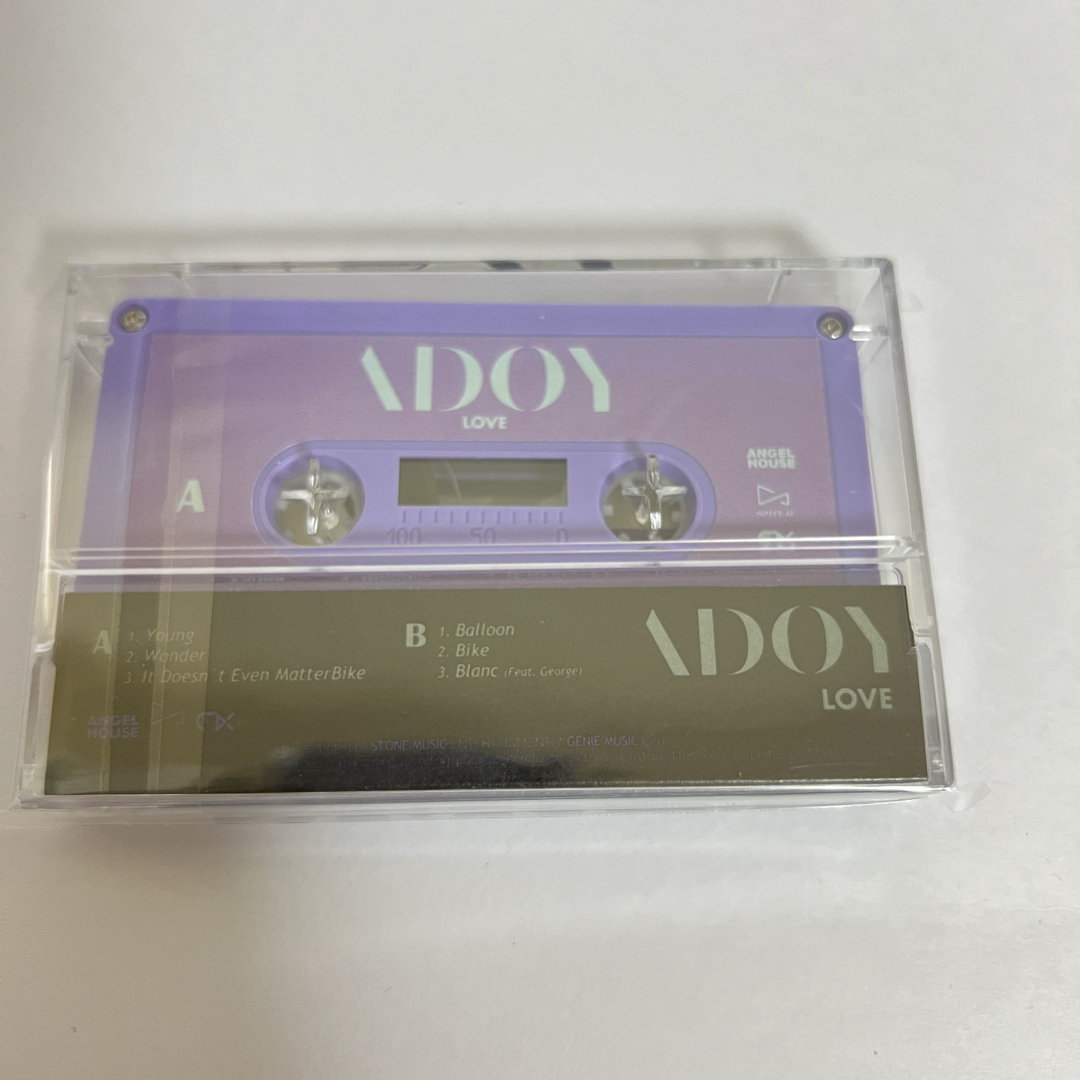 ADOY
LOVE
A
ANGEL
HOUSE
100 50 0
A
1. Young
2. Wonder
3. It Doesn't Even MatterBike
B
1. Balloon
2. Bike
3. Blanc (Feat. George)
ADOY
LOVE
ANGEL
HOUSE
STONE MUSIC ENTERTAINMENT GENIE MUSIC